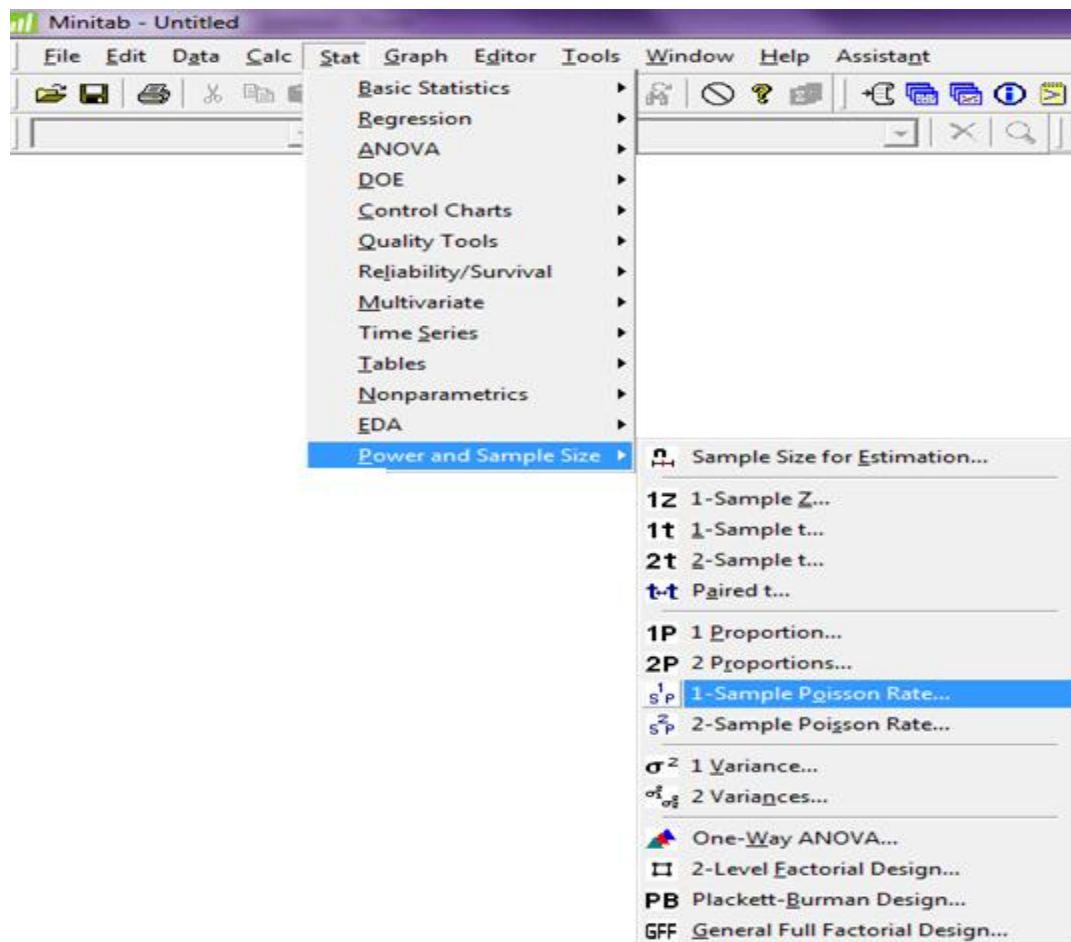 Minitab - Untitled
File Edit Data Calc Stat Graph Editor Tools Window Help Assistant
Basic Statistics
Regression
ANOVA
DOE
Control Charts
Quality Tools
Reliability/Survival
Multivariate
Time Series
Tables
Nonparametrics
EDA
Power and Sample Size
Sample Size for Estimation...
1Z 1-Sample Z...
1t 1-Sample t...
2t 2-Sample t...
t-t Paired t...
1P 1 Proportion...
2P 2 Proportions...
S1P 1-Sample Poisson Rate...
S2P 2-Sample Poisson Rate...
σ² 1 Variance...
2 Variances...
One-Way ANOVA...
2-Level Factorial Design...
PB Plackett-Burman Design...
GFF General Full Factorial Design...